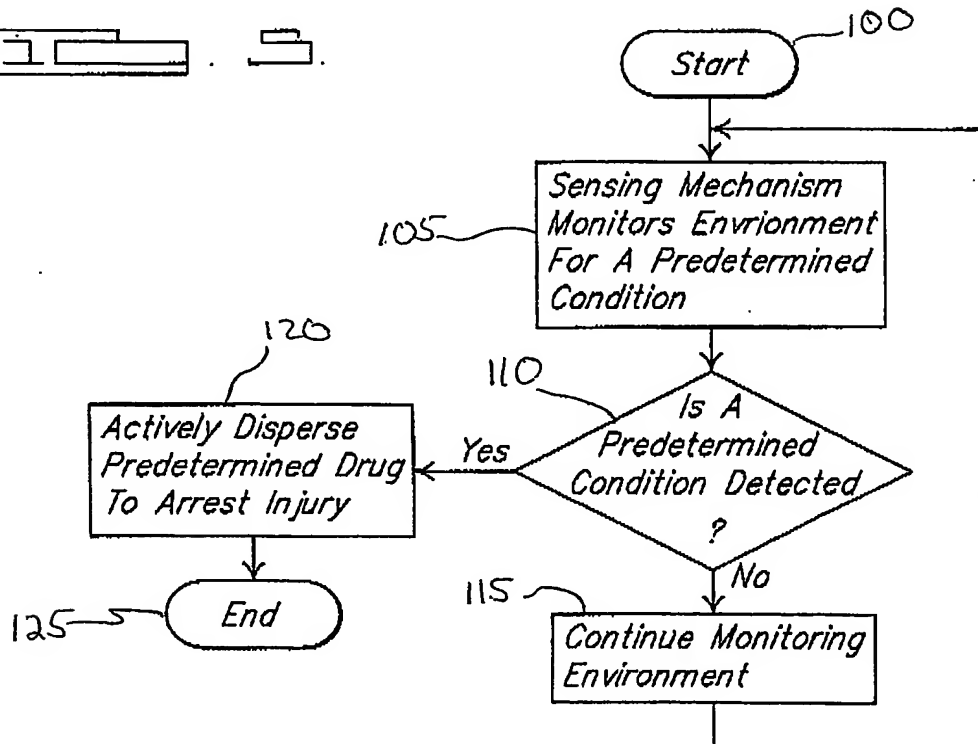 100
Start
Sensing Mechanism
Monitors Envrionment
For A Predetermined
Condition
105
120
110
Is A
Predetermined
Condition Detected
?
Yes
Actively Disperse
Predetermined Drug
To Arrest Injury
No
115
End
125
Continue Monitoring
Environment